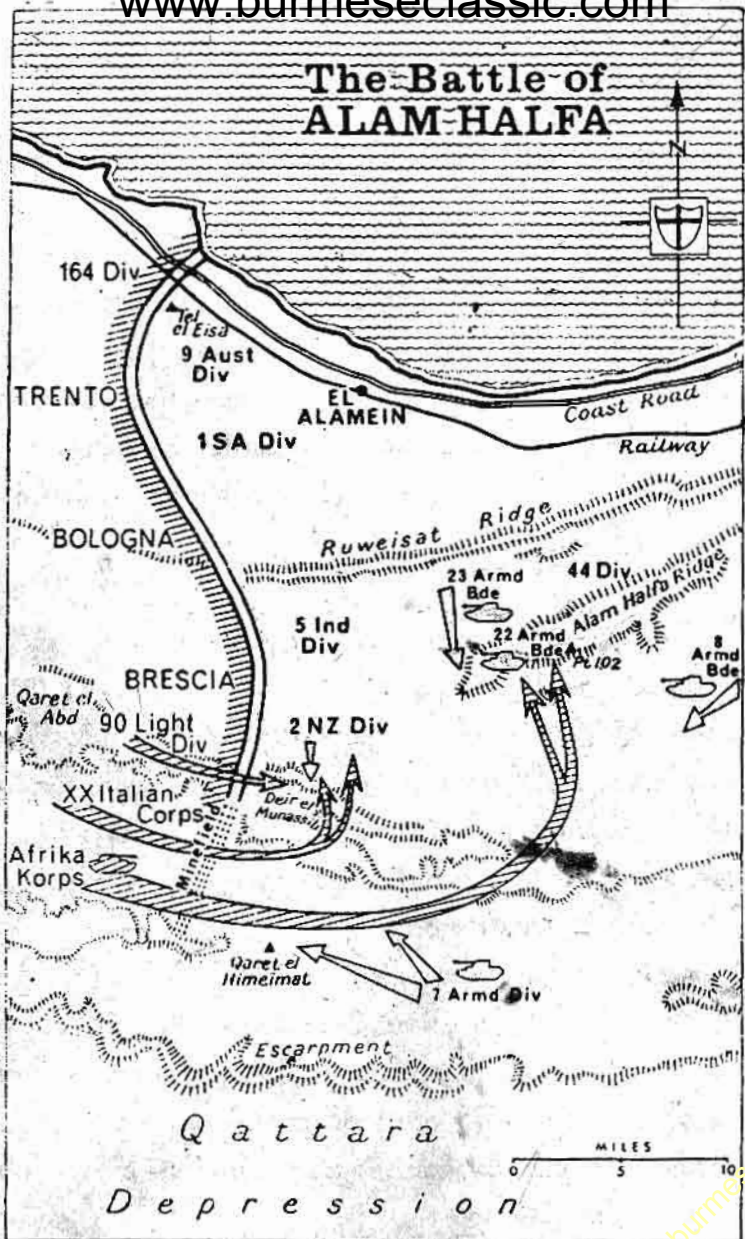 www.burmeseclassic.com
The Battle of
ALAM HALFA
N
164 Div
Tel
el Eisa
9 Aust
Div
TRENTO
EL
ALAMEIN
Coast Road
1 SA Div
Railway
BOLOGNA
Ruweisat Ridge
23 Armd
Bde
44 Div
Alam Halfa Ridge
5 Ind
Div
22 Armd
Bde
Pt 102
8
Armd
Bde
BRESCIA
Qaret el
Abd
90 Light
Div
2 NZ Div
XX Italian
Corps
Deir el
Munassib
Minefield
Afrika
Korps
Qaret el
Himeimat
7 Armd Div
Escarpment
Qattara
MILES
0 5 10
Depression
burmes